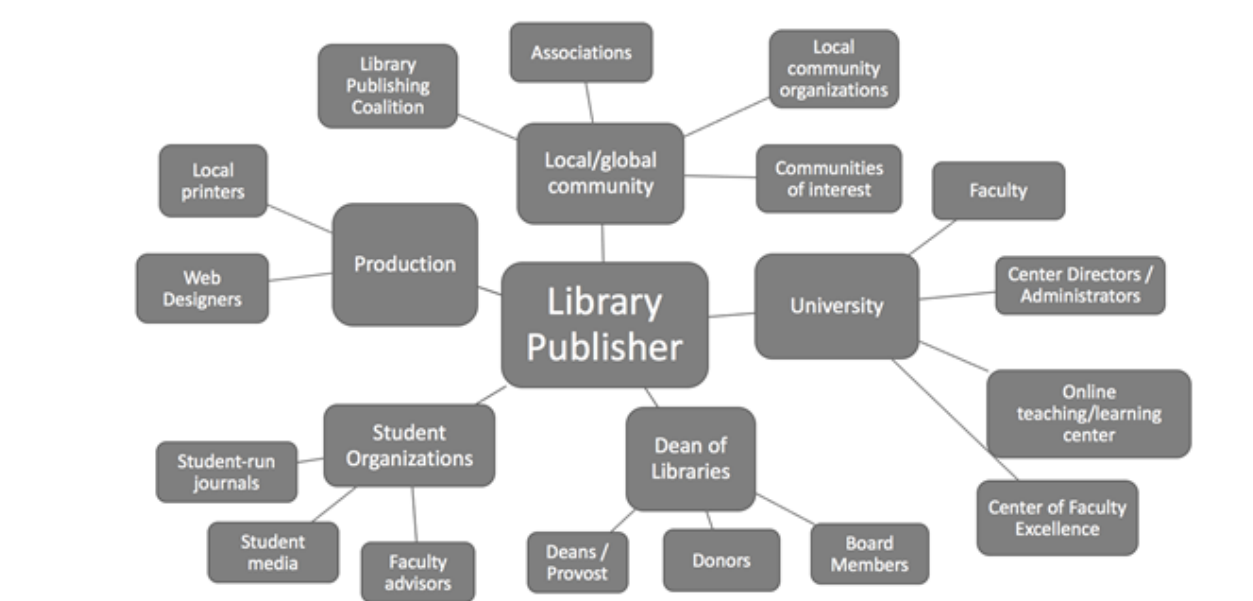 Associations
Library
Publishing
Coalition
Local
community
organizations
Local/global
community
Communities
of interest
Local
printers
Faculty
Production
Web
Designers
Library
Publisher
University
Center Directors /
Administrators
Online
teaching/learning
center
Student
Organizations
Dean of
Libraries
Student-run
journals
Center of Faculty
Excellence
Student
media
Faculty
advisors
Deans /
Provost
Donors
Board
Members